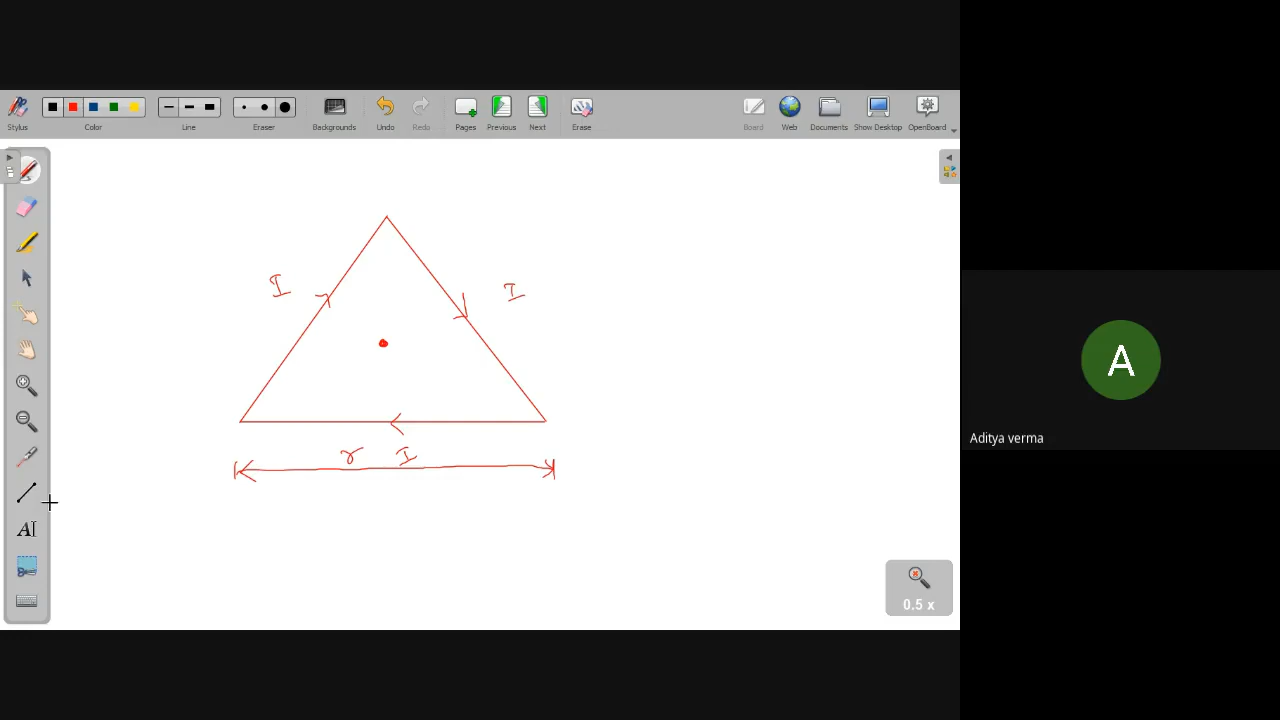 Stylus Color Line Eraser Backgrounds Undo Redo Pages Previous Next Erase Board Web Documents Show Desktop OpenBoard
I I
r I
A
Aditya verma
AI
0.5 x